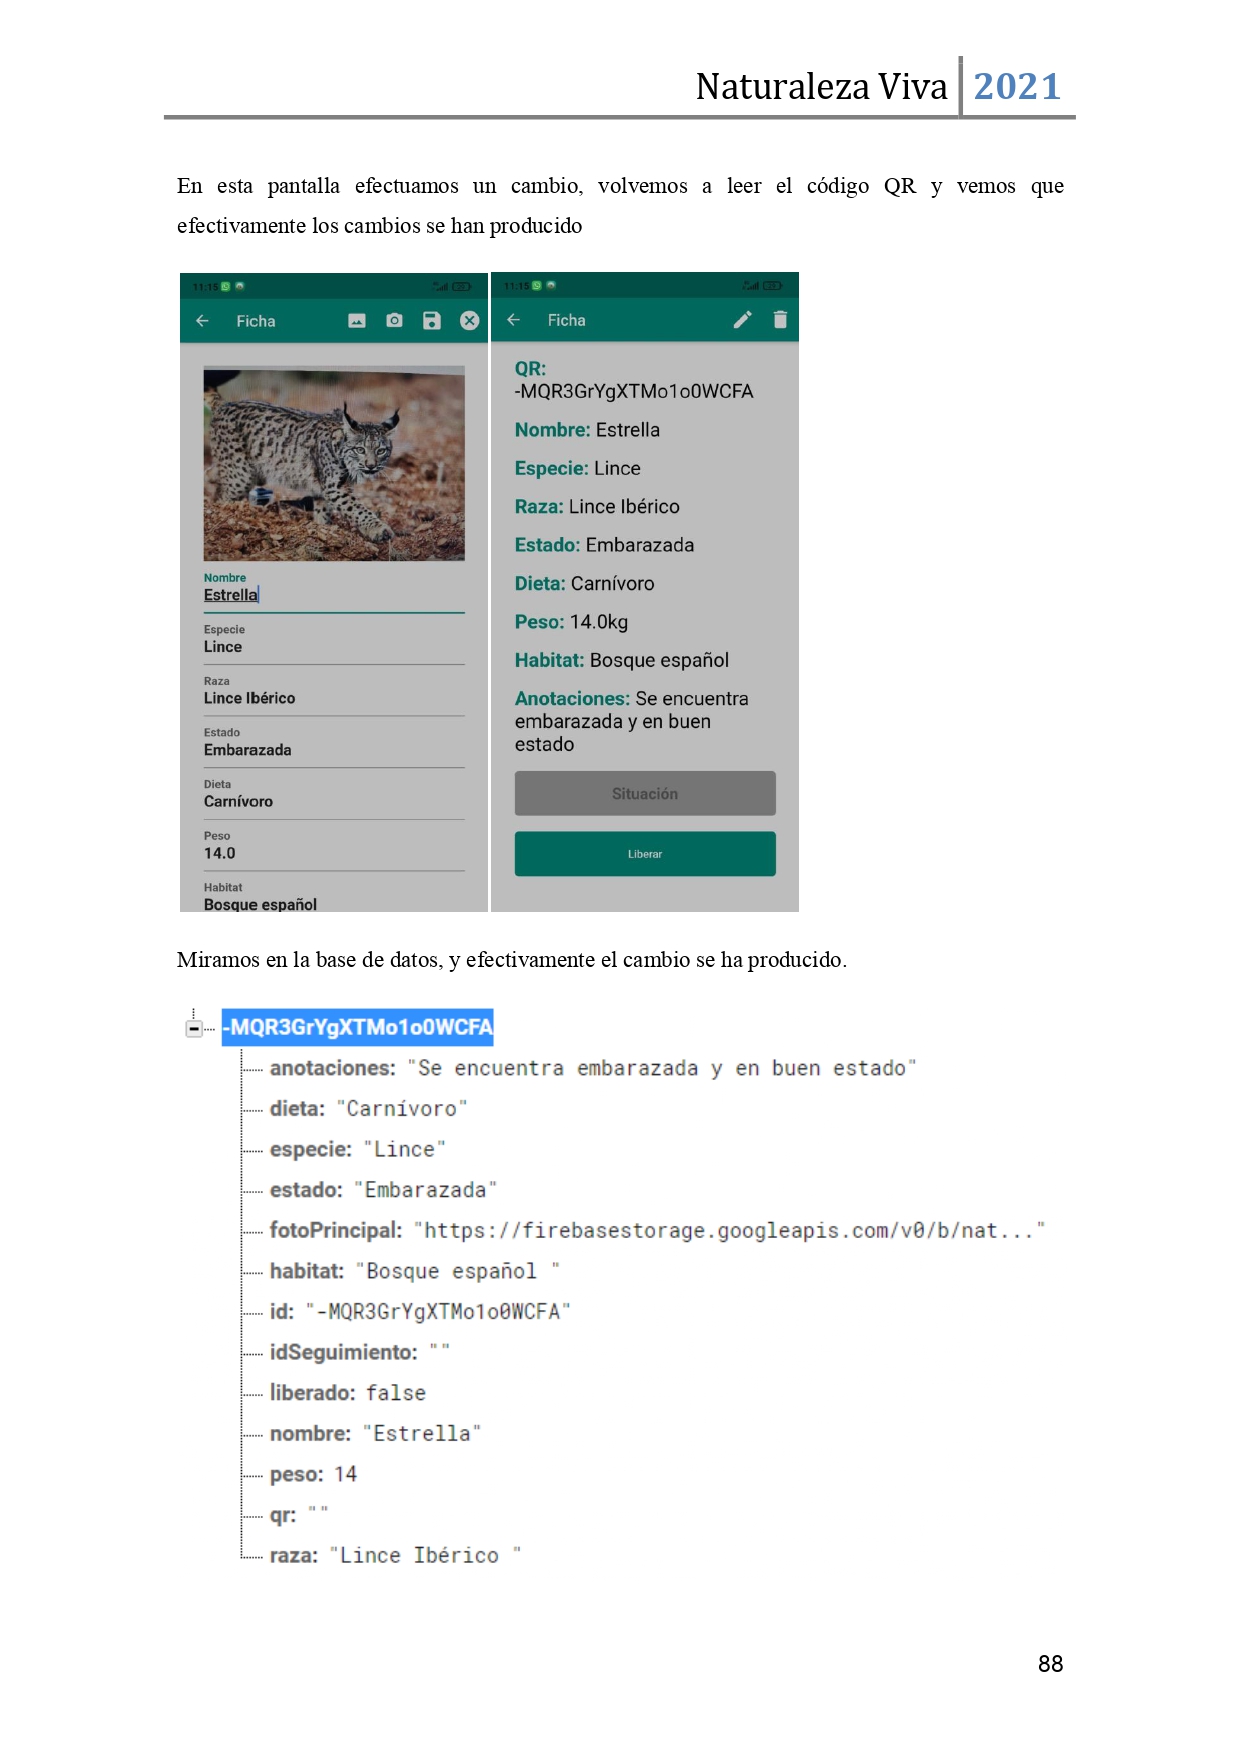 Naturaleza Viva 2021
En esta pantalla efectuamos un cambio, volvemos a leer el código QR y vemos que
efectivamente los cambios se han producido
11:15
Ficha
Nombre
Estrella
Especie
Lince
Raza
Lince Ibérico
Estado
Embarazada
Dieta
Carnívoro
Peso
14.0
Habitat
Bosque español
11:15
Ficha
QR:
-MQR3GrYgXTMo1o0WCFA
Nombre: Estrella
Especie: Lince
Raza: Lince Ibérico
Estado: Embarazada
Dieta: Carnívoro
Peso: 14.0kg
Habitat: Bosque español
Anotaciones: Se encuentra
embarazada y en buen
estado
Situación
Liberar
Miramos en la base de datos, y efectivamente el cambio se ha producido.
-MQR3GrYgXTMo1o0WCFA
anotaciones: "Se encuentra embarazada y en buen estado"
dieta: "Carnívoro"
especie: "Lince"
estado: "Embarazada"
fotoPrincipal: "https://firebasestorage.googleapis.com/v0/b/nat..."
habitat: "Bosque español "
id: "-MQR3GrYgXTMo1o0WCFA"
idSeguimiento: ""
liberado: false
nombre: "Estrella"
peso: 14
qr: ""
raza: "Lince Ibérico "
88